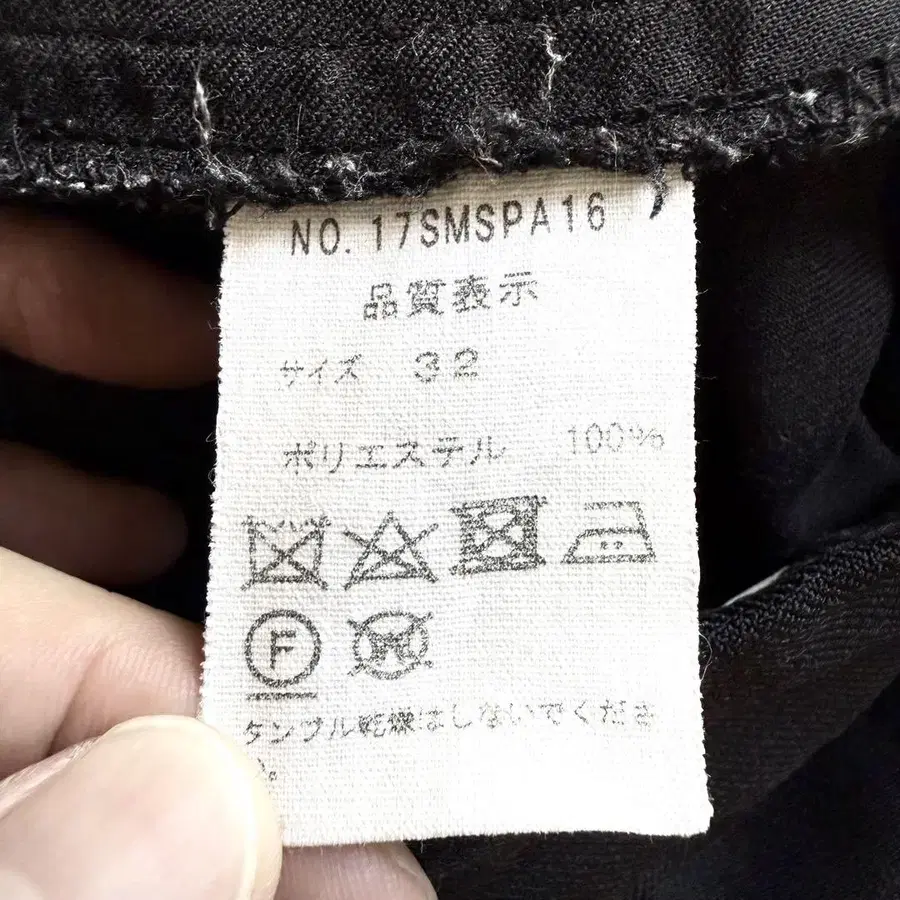 NO. 17SMSPA16
品質表示
サイズ 32
ポリエステル 100%
F
タンブル乾燥はしないでくださ
い。